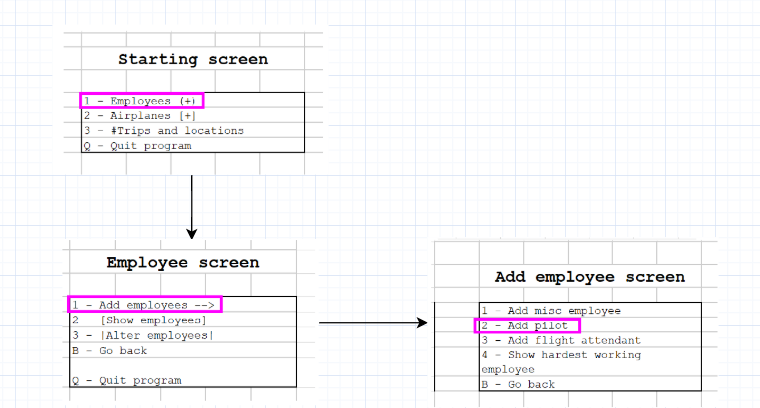 Starting screen
1 - Employees (+)
2 - Airplanes [+]
3 - #Trips and locations
Q - Quit program
Employee screen
1 - Add employees -->
2   [Show employees]
3 - |Alter employees|
B - Go back
Q - Quit program
Add employee screen
1 - Add misc employee
2 - Add pilot
3 - Add flight attendant
4 - Show hardest working
employee
B - Go back